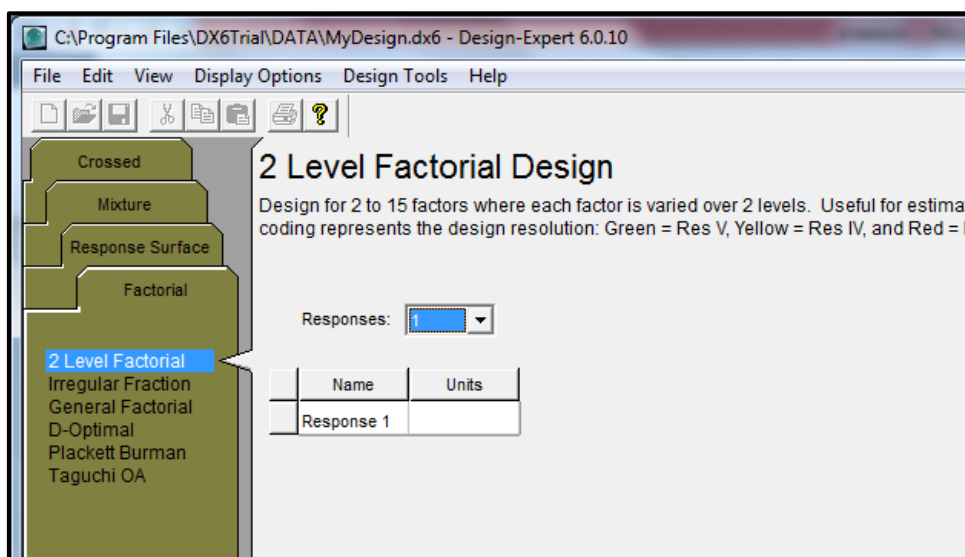 C:\Program Files\DX6Trial\DATA\MyDesign.dx6 - Design-Expert 6.0.10
File Edit View Display Options Design Tools Help
Crossed
Mixture
Response Surface
Factorial
2 Level Factorial
Irregular Fraction
General Factorial
D-Optimal
Plackett Burman
Taguchi OA
2 Level Factorial Design
Design for 2 to 15 factors where each factor is varied over 2 levels. Useful for estima
coding represents the design resolution: Green = Res V, Yellow = Res IV, and Red =
Responses: 1
Name Units
Response 1